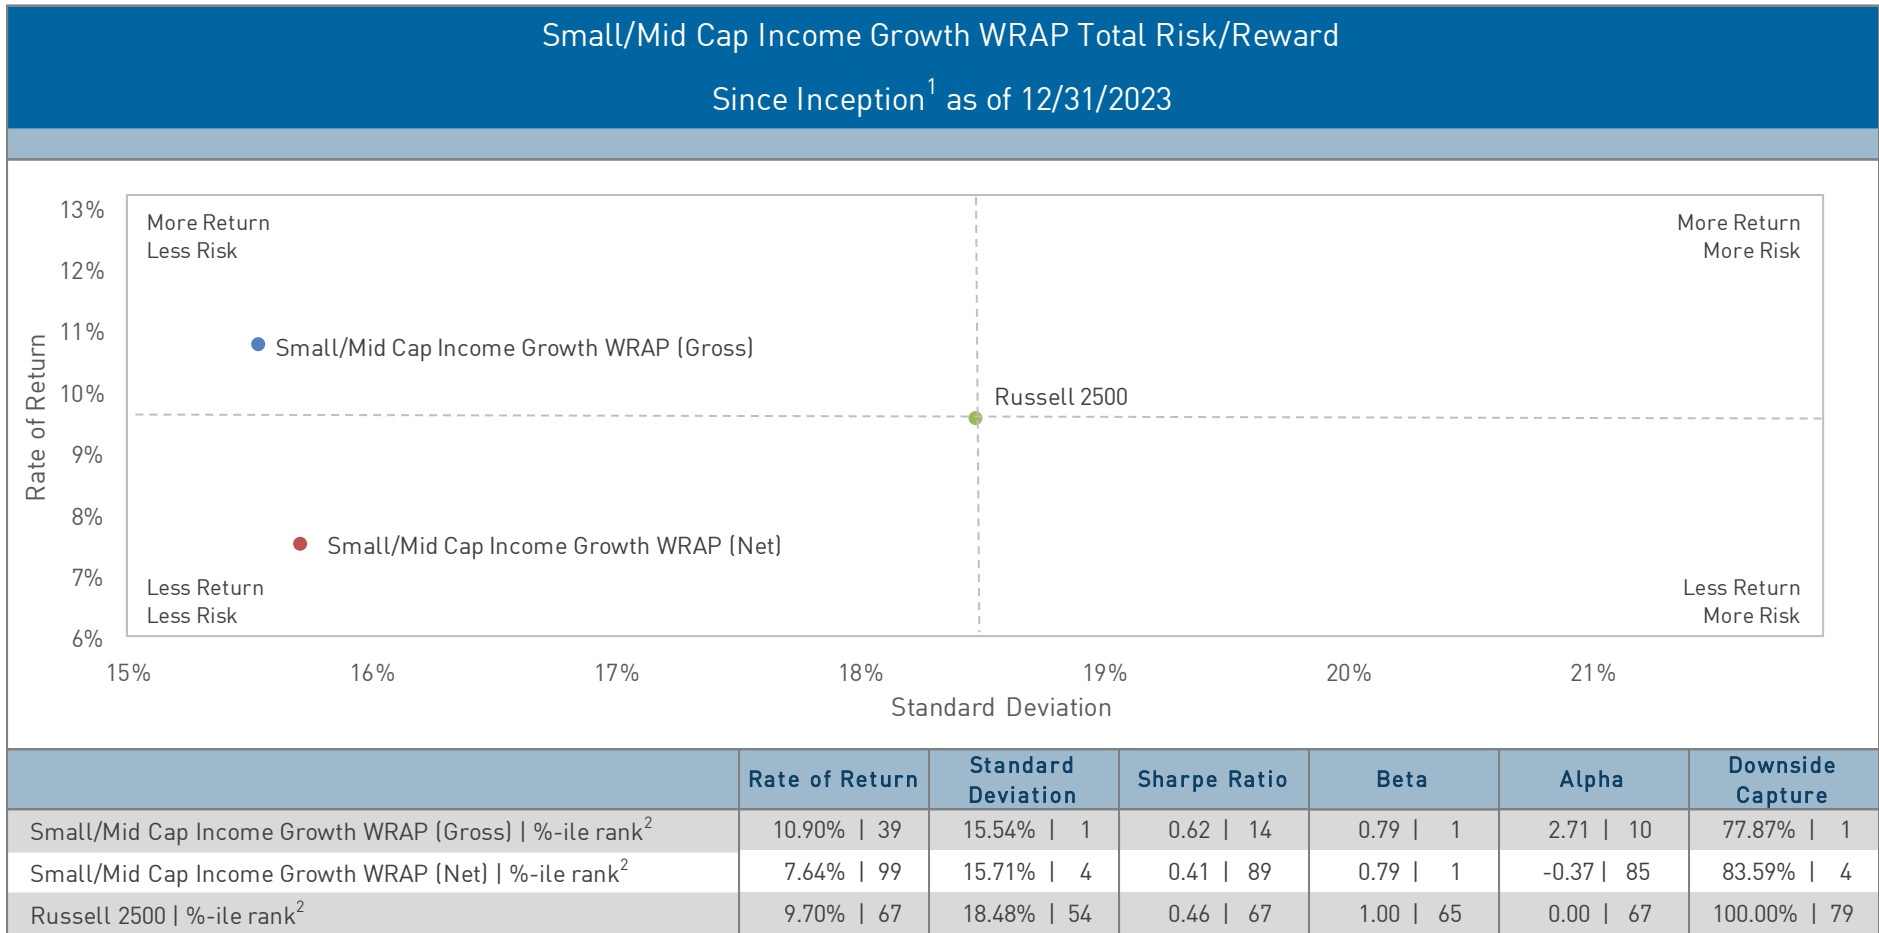 Small/Mid Cap Income Growth WRAP Total Risk/Reward
Since Inception1 as of 12/31/2023
More Return
Less Risk
More Return
More Risk
13%
12%
11%
10%
9%
8%
7%
6%
Rate of Return
Small/Mid Cap Income Growth WRAP (Gross)
Russell 2500
Small/Mid Cap Income Growth WRAP (Net)
Less Return
Less Risk
Less Return
More Risk
15% 16% 17% 18% 19% 20% 21%
Standard Deviation
Rate of Return | Standard Deviation | Sharpe Ratio | Beta | Alpha | Downside Capture
Small/Mid Cap Income Growth WRAP (Gross) | %-ile rank2 10.90% | 39 15.54% | 1 0.62 | 14 0.79 | 1 2.71 | 10 77.87% | 1
Small/Mid Cap Income Growth WRAP (Net) | %-ile rank2 7.64% | 99 15.71% | 4 0.41 | 89 0.79 | 1 -0.37 | 85 83.59% | 4
Russell 2500 | %-ile rank2 9.70% | 67 18.48% | 54 0.46 | 67 1.00 | 65 0.00 | 67 100.00% | 79